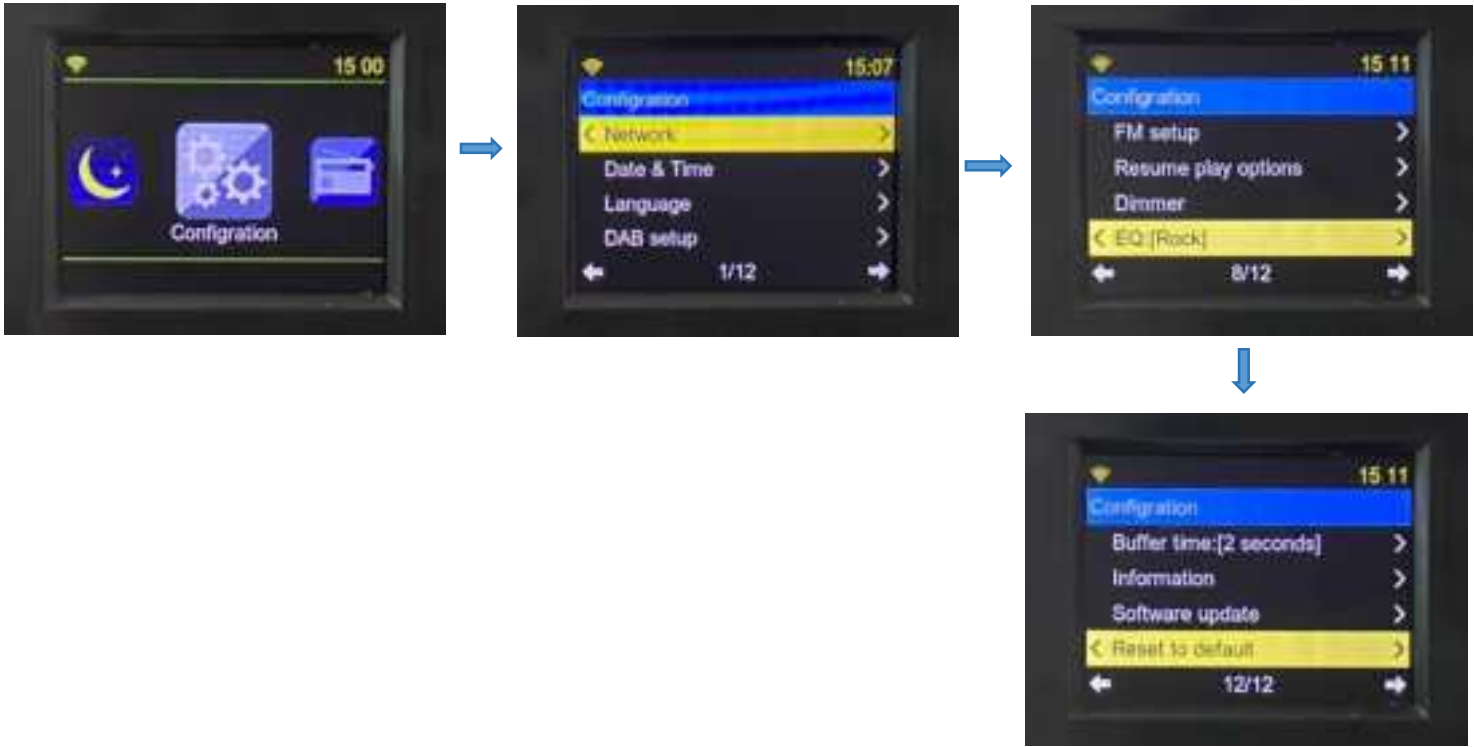 15 00
Configration
15:07
Configration
< Network >
Date & Time >
Language >
DAB setup >
1/12
15 11
Configration
FM setup >
Resume play options >
Dimmer >
< EQ:[Rock] >
8/12
15 11
Configration
Buffer time:[2 seconds] >
Information >
Software update >
< Reset to default >
12/12